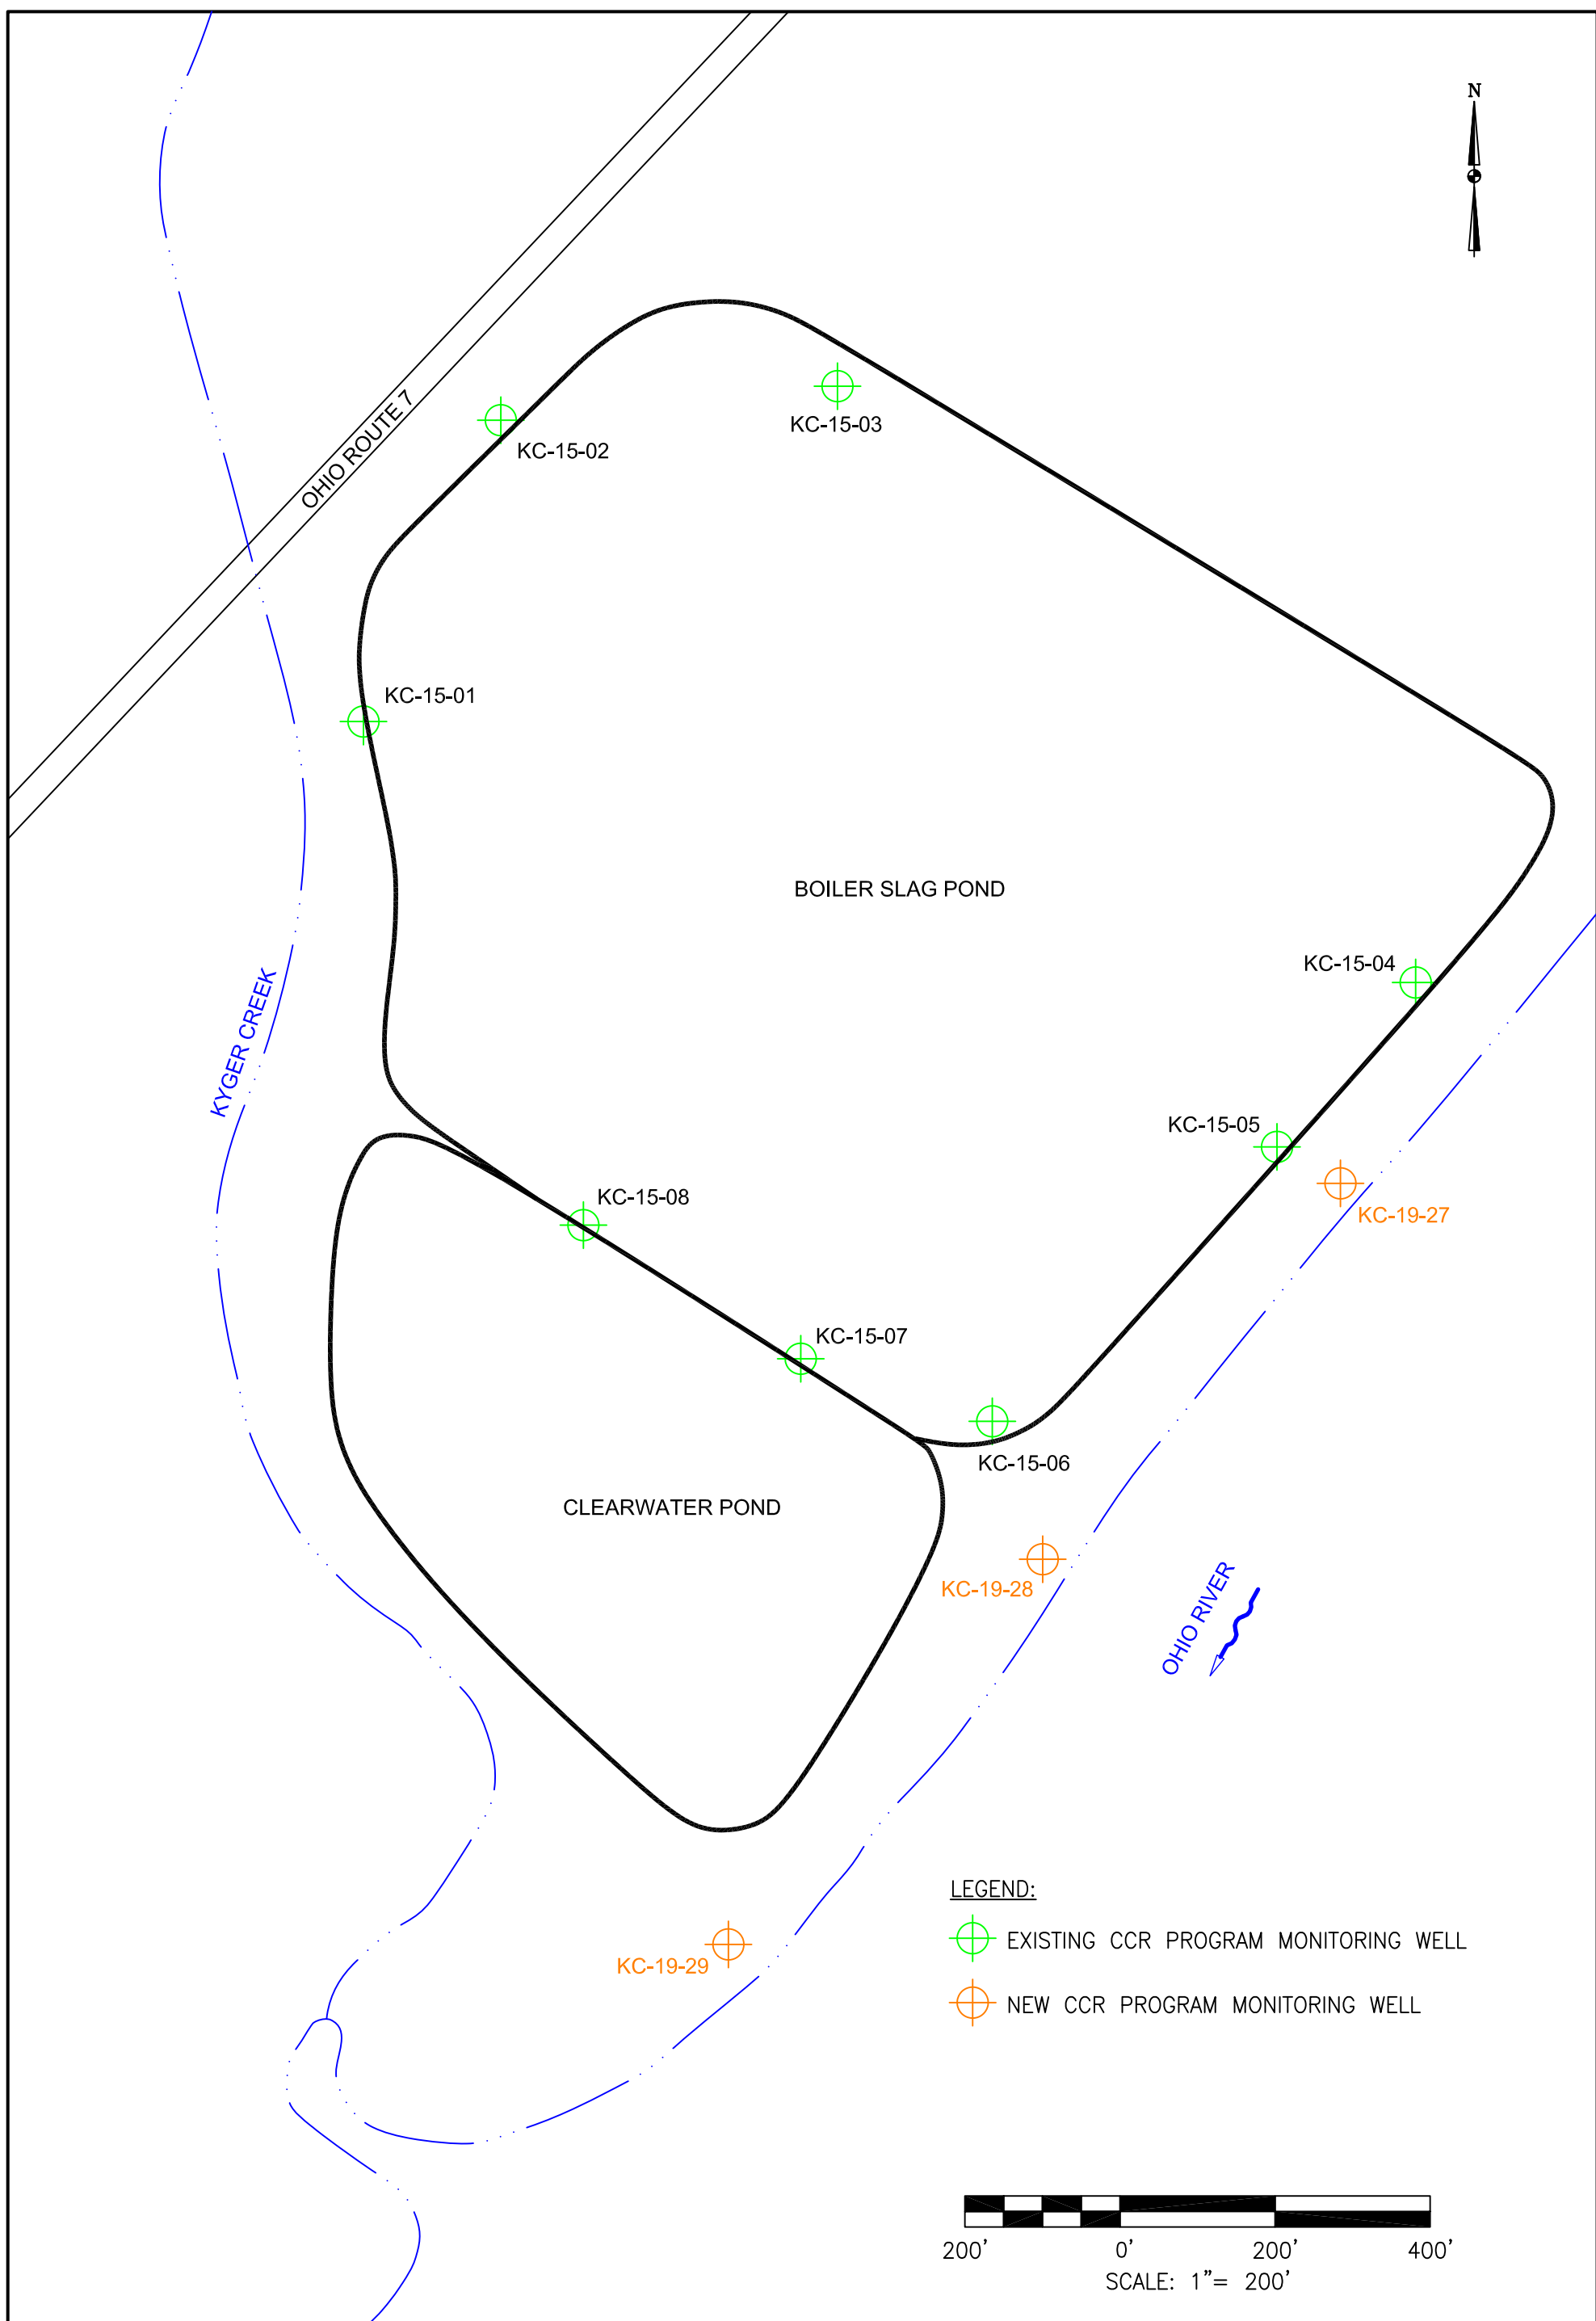 N
OHIO ROUTE 7
KC-15-03
KC-15-02
KC-15-01
BOILER SLAG POND
KC-15-04
KYGER CREEK
KC-15-05
KC-15-08
KC-19-27
KC-15-07
KC-15-06
CLEARWATER POND
KC-19-28
OHIO RIVER
LEGEND:
EXISTING CCR PROGRAM MONITORING WELL
KC-19-29
NEW CCR PROGRAM MONITORING WELL
200' 0' 200' 400'
SCALE: 1"= 200'